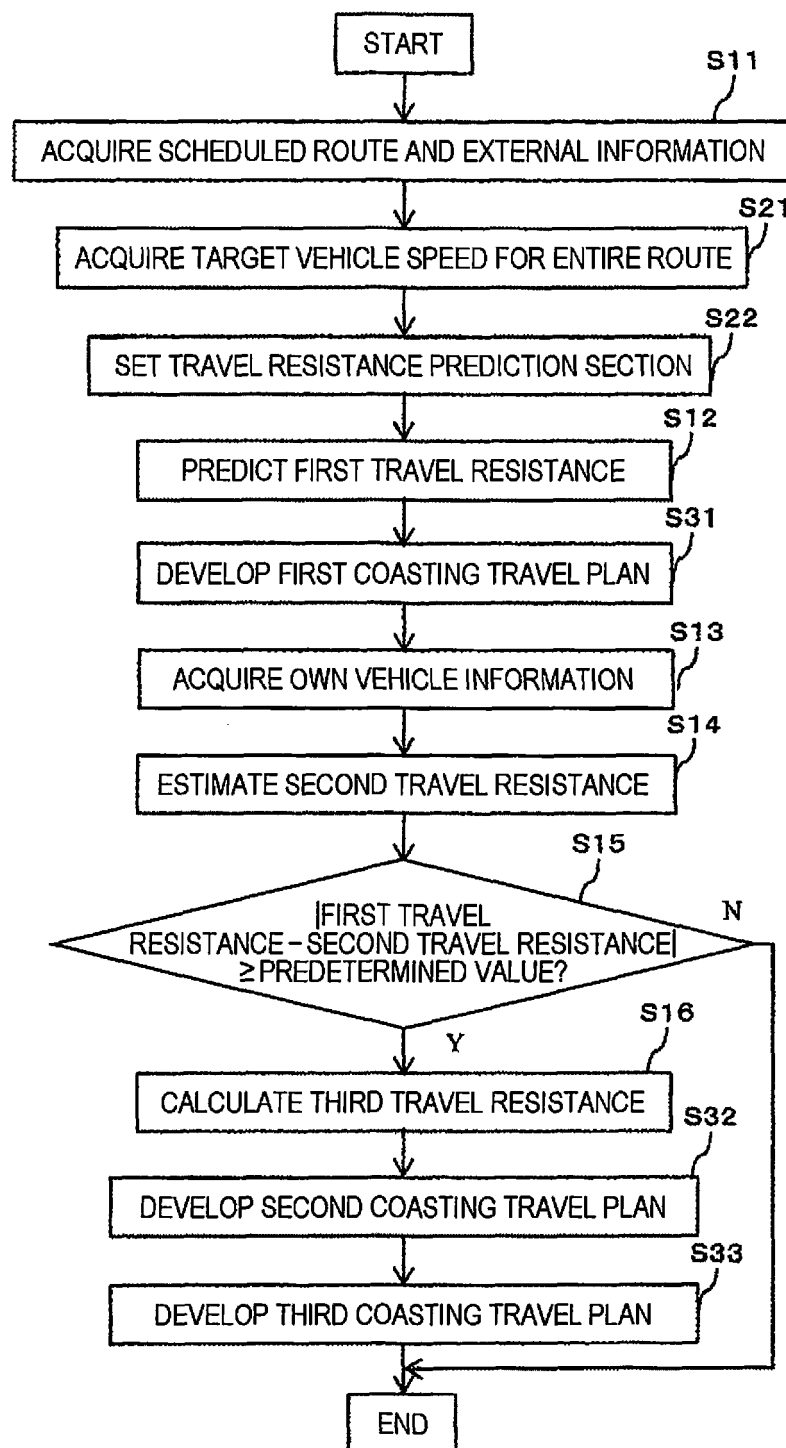 START
S11
ACQUIRE SCHEDULED ROUTE AND EXTERNAL INFORMATION
S21
ACQUIRE TARGET VEHICLE SPEED FOR ENTIRE ROUTE
S22
SET TRAVEL RESISTANCE PREDICTION SECTION
S12
PREDICT FIRST TRAVEL RESISTANCE
S31
DEVELOP FIRST COASTING TRAVEL PLAN
S13
ACQUIRE OWN VEHICLE INFORMATION
S14
ESTIMATE SECOND TRAVEL RESISTANCE
S15
|FIRST TRAVEL
RESISTANCE−SECOND TRAVEL RESISTANCE|
≥PREDETERMINED VALUE?
N
Y
S16
CALCULATE THIRD TRAVEL RESISTANCE
S32
DEVELOP SECOND COASTING TRAVEL PLAN
S33
DEVELOP THIRD COASTING TRAVEL PLAN
END